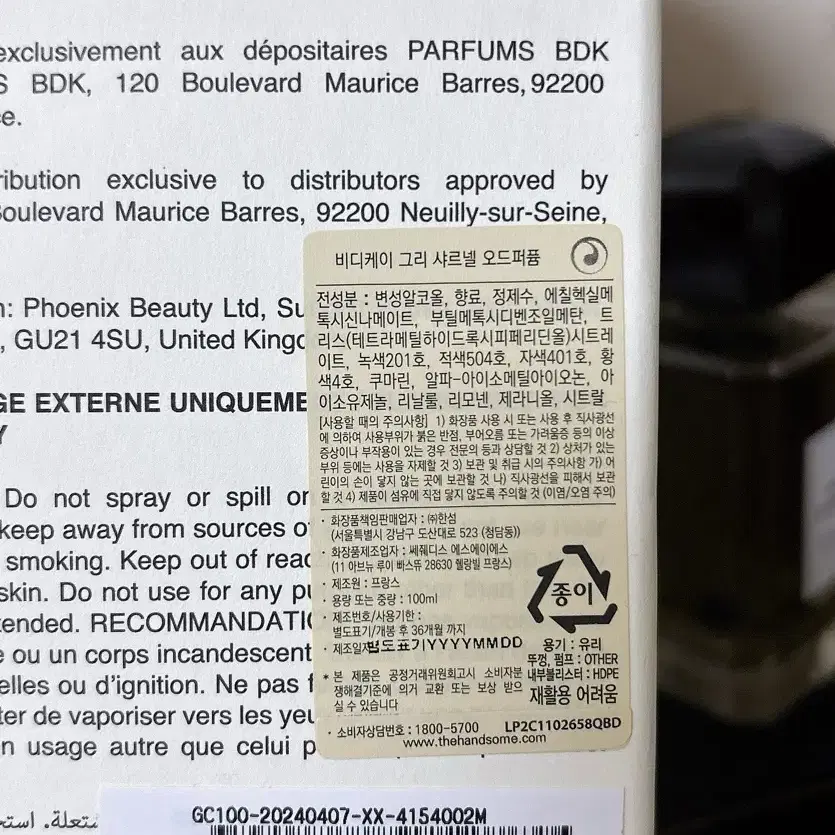 exclusivement aux dépositaires PARFUMS BDK
S BDK, 120 Boulevard Maurice Barres, 92200
ribution exclusive to distributors approved by
Boulevard Maurice Barres, 92200 Neuilly-sur-Seine,
: Phoenix Beauty Ltd,
, GU21 4SU, United
GE EXTERNE
Y
Do not spray or spill
keep away from sources
smoking. Keep out of
skin. Do not use for any
tended.
ou un corps incandescent
elles ou d'ignition. Ne pas
ter de vaporiser vers les
n usage autre que celui
비디케이 그리 샤르넬 오드퍼퓸
전성분 : 변성알코올, 향료, 정제수, 에칠헥실메
톡시신나메이트, 부틸메톡시디벤조일메탄, 트
리스(테트라메틸하이드록시피페리딘올)시트레
이트, 녹색201호, 적색504호, 자색401호, 황
색4호, 쿠마린, 알파-아이소메틸아이오논, 아
이소유제놀, 리날룰, 리모넨, 제라니올, 시트랄
[사용할 때의 주의사항] 1) 화장품 사용 시 또는 사용 후 직사광선
에 의하여 사용부위가 붉은 반점, 부어오름 또는 가려움증 등의 이상
증상이나 부작용이 있는 경우 전문의 등과 상담할 것 2) 상처가 있는
부위 등에는 사용을 자제할 것 3) 보관 및 취급 시의 주의사항 가) 어
린이의 손이 닿지 않는 곳에 보관할 것 나) 직사광선을 피해서 보관
할 것 4) 제품이 섬유에 직접 닿지 않도록 주의할 것 (이염/오염 주의)
· 화장품책임판매업자 : ㈜한섬
(서울특별시 강남구 도산대로 523 (청담동))
· 화장품제조업자 : 쎄줴디스 에스에이에스
(11 아브뉴 루이 빠스뚜 28630 젤랑빌 프랑스)
· 제조원 : 프랑스
· 용량 또는 중량 : 100ml
· 제조번호/사용기한 :
별도표기/개봉 후 36개월 까지
· 제조일자 별도표기YYYYMMDD
* 본 제품은 공정거래위원회고시 소비자분
쟁해결기준에 의거 교환 또는 보상 받으
실 수 있습니다
종이
용기 : 유리
뚜껑, 펌프 : OTHER
내부블리스터 : HDPE
재활용 어려움
· 소비자상담번호 : 1800-5700
LP2C1102658QBD
www.thehandsome.com
GC100-20240407-XX-4154002M